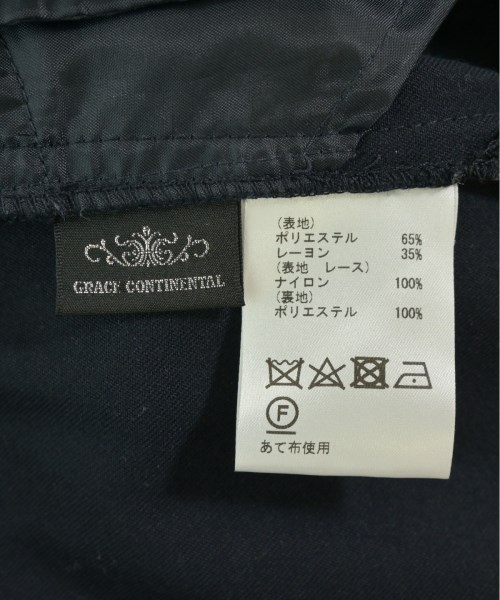 GRACE CONTINENTAL
(表地)
ポリエステル 65%
レーヨン 35%
(表地 レース)
ナイロン 100%
(裏地)
ポリエステル 100%
F
あて布使用